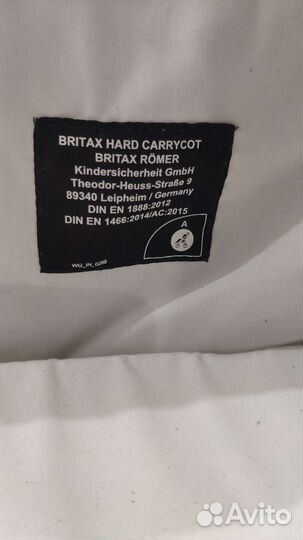 BRITAX HARD CARRYCOT
BRITAX RÖMER
Kindersicherheit GmbH
Theodor-Heuss-Straße 9
89340 Leipheim / Germany
DIN EN 1888:2012
DIN EN 1466:2014/AC:2015
A
WG_IN_0289
Avito